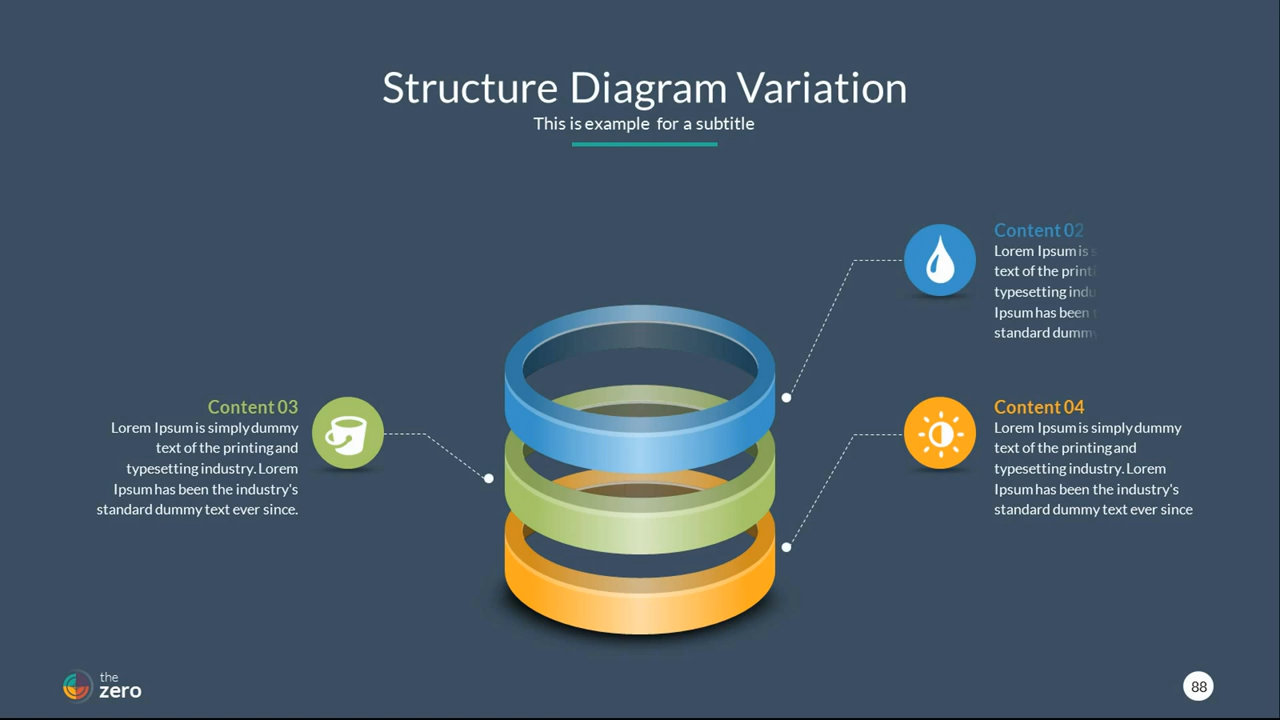 Structure Diagram Variation
This is example for a subtitle
Content 02
Lorem Ipsum is
text of the printi
typesetting indu
Ipsum has been
standard dummy
Content 03
Lorem Ipsum is simply dummy
text of the printing and
typesetting industry. Lorem
Ipsum has been the industry's
standard dummy text ever since.
Content 04
Lorem Ipsum is simply dummy
text of the printing and
typesetting industry. Lorem
Ipsum has been the industry's
standard dummy text ever since
the
zero
88